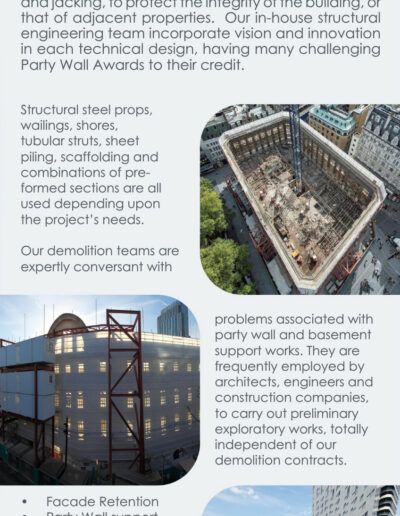 and jacking, to protect the integrity of the building, or
that of adjacent properties. Our in-house structural
engineering team incorporate vision and innovation
in each technical design, having many challenging
Party Wall Awards to their credit.
Structural steel props,
wailings, shores,
tubular struts, sheet
piling, scaffolding and
combinations of pre-
formed sections are all
used depending upon
the project's needs.
Our demolition teams are
expertly conversant with
problems associated with
party wall and basement
support works. They are
frequently employed by
architects, engineers and
construction companies,
to carry out preliminary
exploratory works, totally
independent of our
demolition contracts.
• Facade Retention
• Party Wall support